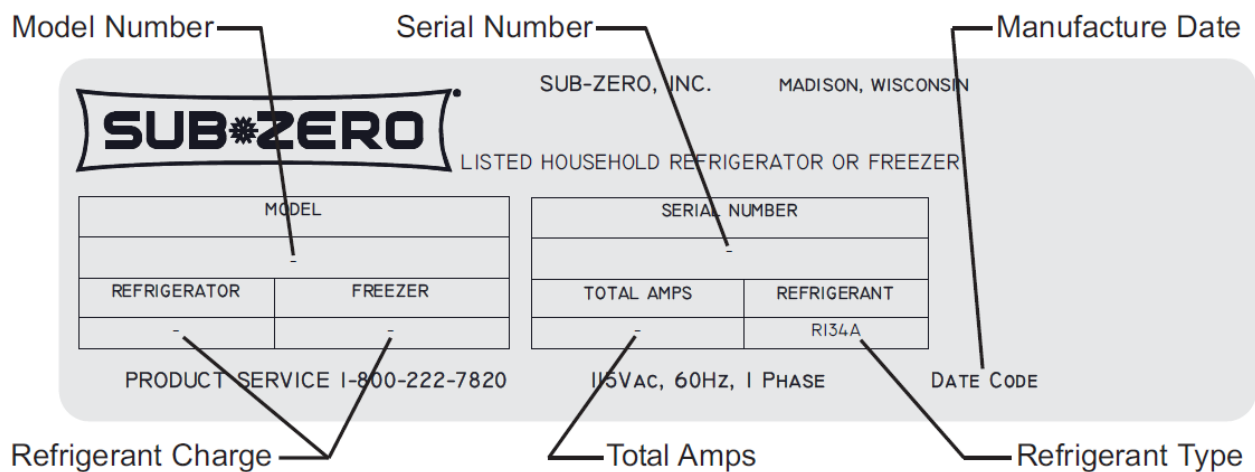 Model Number Serial Number Manufacture Date
SUB-ZERO, INC. MADISON, WISCONSIN
SUB ZERO
LISTED HOUSEHOLD REFRIGERATOR OR FREEZER
MODEL SERIAL NUMBER
- -
REFRIGERATOR FREEZER TOTAL AMPS REFRIGERANT
- - - R134A
PRODUCT SERVICE 1-800-222-7820 115VAC, 60HZ, 1 PHASE DATE CODE
Refrigerant Charge Total Amps Refrigerant Type